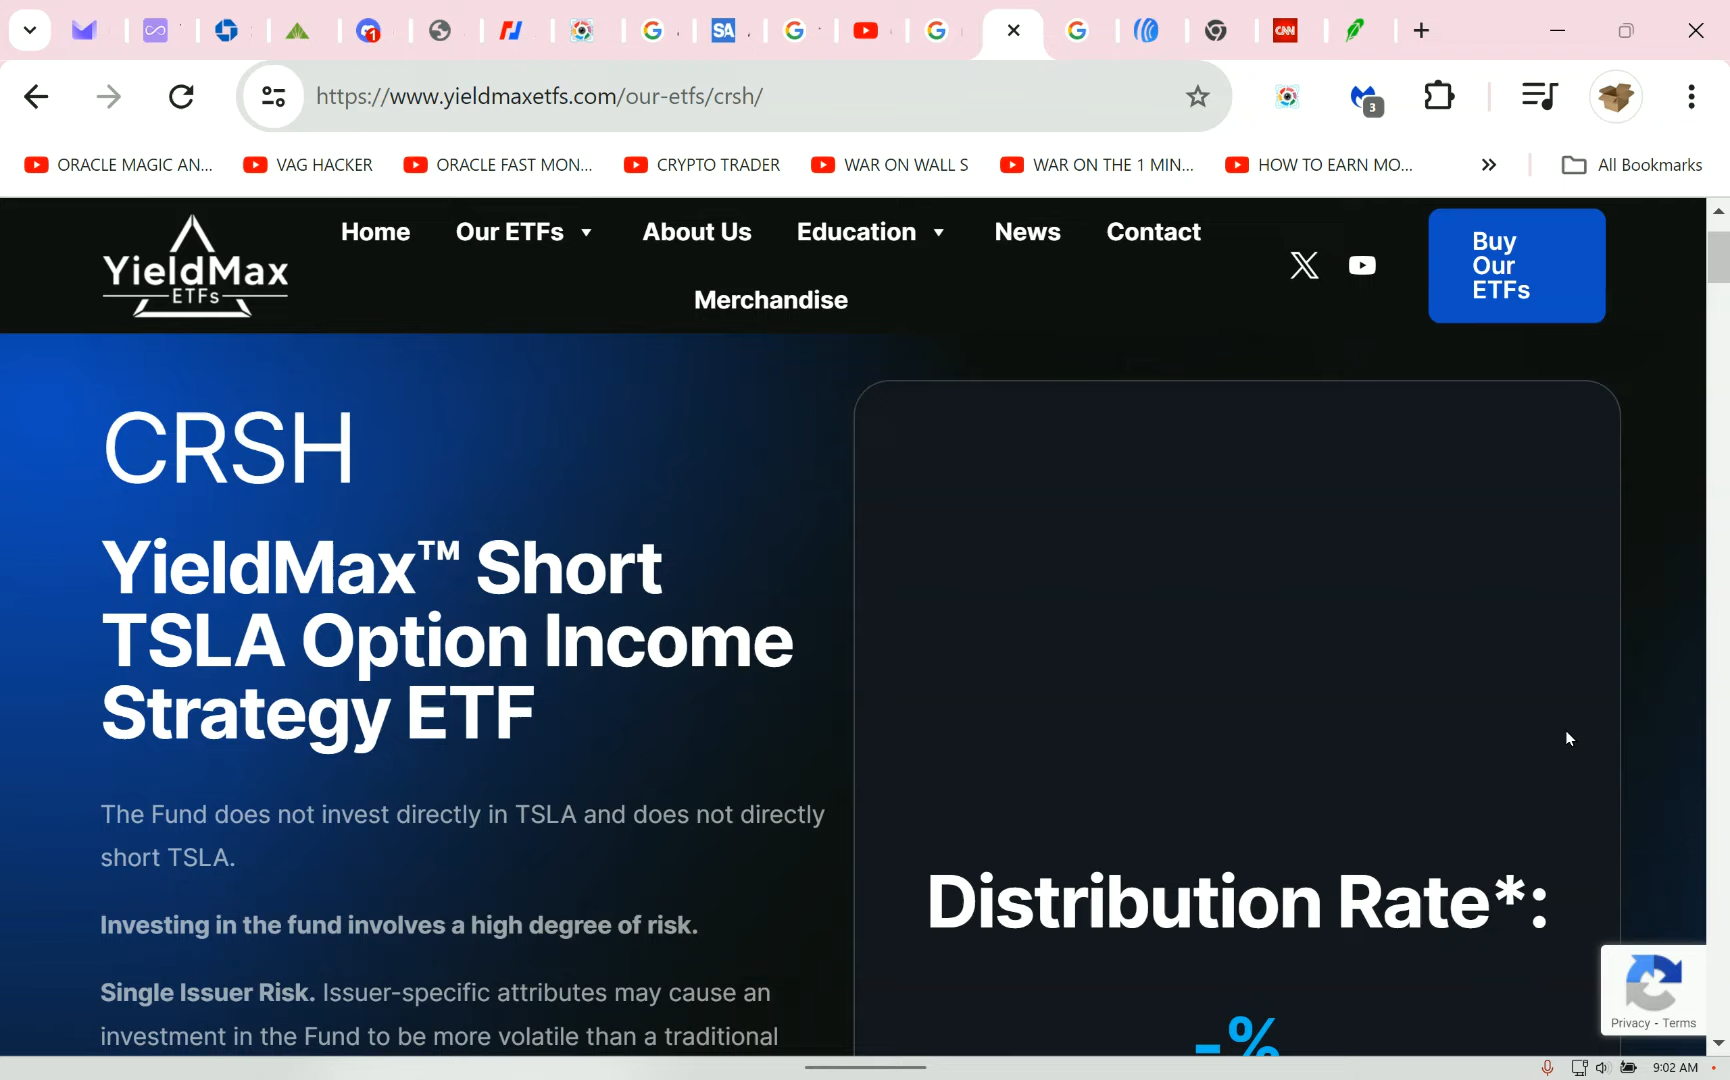 1
SA
CNN
https://www.yieldmaxetfs.com/our-etfs/crsh/
3
ORACLE MAGIC AN...
VAG HACKER
ORACLE FAST MON...
CRYPTO TRADER
WAR ON WALL S
WAR ON THE 1 MIN...
HOW TO EARN MO...
All Bookmarks
YieldMax
ETFs
Home
Our ETFs
About Us
Education
News
Contact
Merchandise
Buy
Our
ETFs
CRSH
YieldMax™ Short
TSLA Option Income
Strategy ETF
The Fund does not invest directly in TSLA and does not directly
short TSLA.
Investing in the fund involves a high degree of risk.
Single Issuer Risk. Issuer-specific attributes may cause an
investment in the Fund to be more volatile than a traditional
Distribution Rate*:
-%
Privacy - Terms
9:02 AM